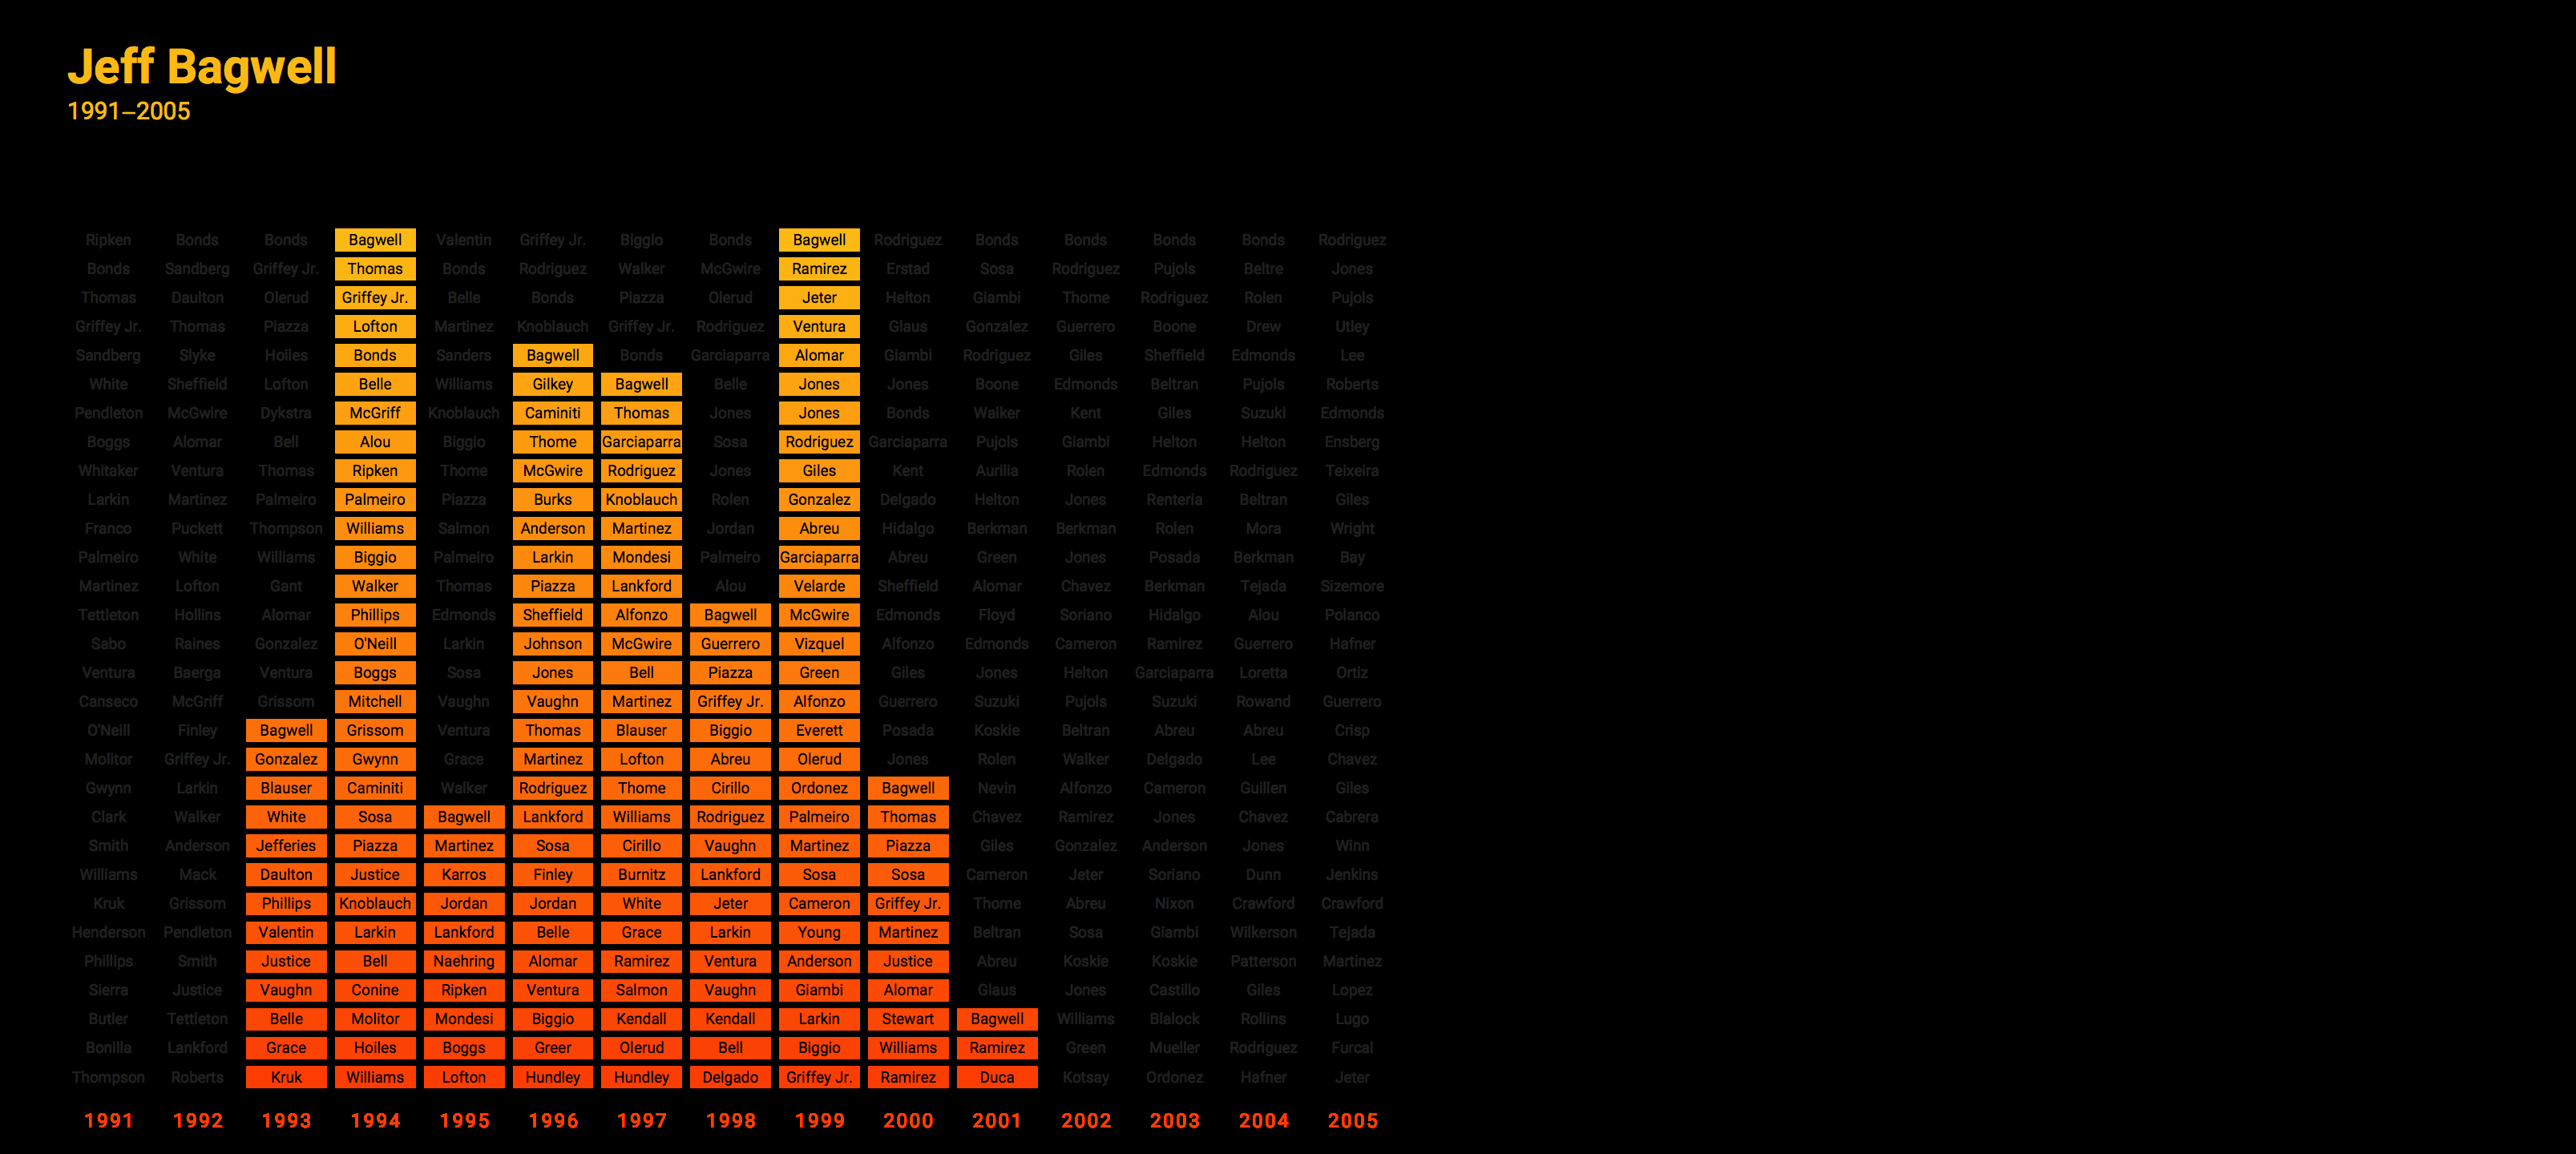 Jeff Bagwell
1991–2005
Ripken Bonds Bonds Bagwell Valentin Griffey Jr. Biggio Bonds Bagwell Rodriguez Bonds Bonds Bonds Bonds Rodriguez
Bonds Sandberg Griffey Jr. Thomas Bonds Rodriguez Walker McGwire Ramirez Erstad Sosa Rodriguez Pujols Beltre Jones
Thomas Daulton Olerud Griffey Jr. Belle Bonds Piazza Olerud Jeter Helton Giambi Thome Rodriguez Rolen Pujols
Griffey Jr. Thomas Piazza Lofton Martinez Knoblauch Griffey Jr. Rodriguez Ventura Glaus Gonzalez Guerrero Boone Drew Utley
Sandberg Slyke Hoiles Bonds Sanders Bagwell Bonds Garciaparra Alomar Giambi Rodriguez Giles Sheffield Edmonds Lee
White Sheffield Lofton Belle Williams Gilkey Bagwell Belle Jones Jones Boone Edmonds Beltran Pujols Roberts
Pendleton McGwire Dykstra McGriff Knoblauch Caminiti Thomas Jones Jones Bonds Walker Kent Giles Suzuki Edmonds
Boggs Alomar Bell Alou Biggio Thome Garciaparra Sosa Rodriguez Garciaparra Pujols Giambi Helton Helton Ensberg
Whitaker Ventura Thomas Ripken Thome McGwire Rodriguez Jones Giles Kent Aurilia Rolen Edmonds Rodriguez Teixeira
Larkin Martinez Palmeiro Palmeiro Piazza Burks Knoblauch Rolen Gonzalez Delgado Helton Jones Renteria Beltran Giles
Franco Puckett Thompson Williams Salmon Anderson Martinez Jordan Abreu Hidalgo Berkman Berkman Rolen Mora Wright
Palmeiro White Williams Biggio Palmeiro Larkin Mondesi Palmeiro Garciaparra Abreu Green Jones Posada Berkman Bay
Martinez Lofton Gant Walker Thomas Piazza Lankford Alou Velarde Sheffield Alomar Chavez Berkman Tejada Sizemore
Tettleton Hollins Alomar Phillips Edmonds Sheffield Alfonzo Bagwell McGwire Edmonds Floyd Soriano Hidalgo Alou Polanco
Sabo Raines Gonzalez O'Neill Larkin Johnson McGwire Guerrero Vizquel Alfonzo Edmonds Cameron Ramirez Guerrero Hafner
Ventura Baerga Ventura Boggs Sosa Jones Bell Piazza Green Giles Jones Helton Garciaparra Loretta Ortiz
Canseco McGriff Grissom Mitchell Vaughn Vaughn Martinez Griffey Jr. Alfonzo Guerrero Suzuki Pujols Suzuki Rowand Guerrero
O'Neill Finley Bagwell Grissom Ventura Thomas Blauser Biggio Everett Posada Koskie Beltran Abreu Abreu Crisp
Molitor Griffey Jr. Gonzalez Gwynn Grace Martinez Lofton Abreu Olerud Jones Rolen Walker Delgado Lee Chavez
Gwynn Larkin Blauser Caminiti Walker Rodriguez Thome Cirillo Ordonez Bagwell Nevin Alfonzo Cameron Guillen Giles
Clark Walker White Sosa Bagwell Lankford Williams Rodriguez Palmeiro Thomas Chavez Ramirez Jones Chavez Cabrera
Smith Anderson Jefferies Piazza Martinez Sosa Cirillo Vaughn Martinez Piazza Giles Gonzalez Anderson Jones Winn
Williams Mack Daulton Justice Karros Finley Burnitz Lankford Sosa Sosa Cameron Jeter Soriano Dunn Jenkins
Kruk Grissom Phillips Knoblauch Jordan Jordan White Jeter Cameron Griffey Jr. Thome Abreu Nixon Crawford Crawford
Henderson Pendleton Valentin Larkin Lankford Belle Grace Larkin Young Martinez Beltran Sosa Giambi Wilkerson Tejada
Phillips Smith Justice Bell Naehring Alomar Ramirez Ventura Anderson Justice Abreu Koskie Koskie Patterson Martinez
Sierra Justice Vaughn Conine Ripken Ventura Salmon Vaughn Giambi Alomar Glaus Jones Castillo Giles Lopez
Butler Tettleton Belle Molitor Mondesi Biggio Kendall Kendall Larkin Stewart Bagwell Williams Blalock Rollins Lugo
Bonilla Lankford Grace Hoiles Boggs Greer Olerud Bell Biggio Williams Ramirez Green Mueller Rodriguez Furcal
Thompson Roberts Kruk Williams Lofton Hundley Hundley Delgado Griffey Jr. Ramirez Duca Kotsay Ordonez Hafner Jeter
1991 1992 1993 1994 1995 1996 1997 1998 1999 2000 2001 2002 2003 2004 2005